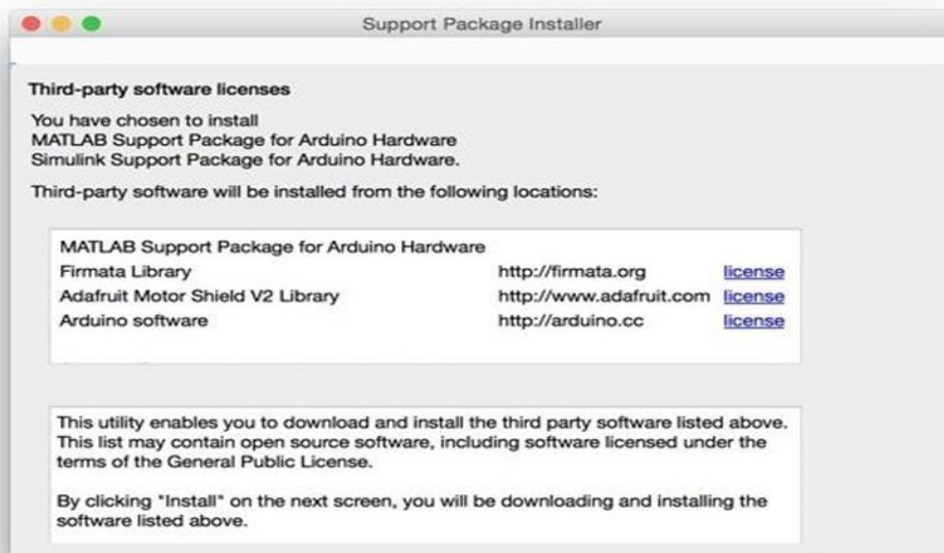 Support Package Installer
Third-party software licenses
You have chosen to install
MATLAB Support Package for Arduino Hardware
Simulink Support Package for Arduino Hardware.
Third-party software will be installed from the following locations:
MATLAB Support Package for Arduino Hardware
Firmata Library http://firmata.org license
Adafruit Motor Shield V2 Library http://www.adafruit.com license
Arduino software http://arduino.cc license
This utility enables you to download and install the third party software listed above.
This list may contain open source software, including software licensed under the
terms of the General Public License.
By clicking "Install" on the next screen, you will be downloading and installing the
software listed above.